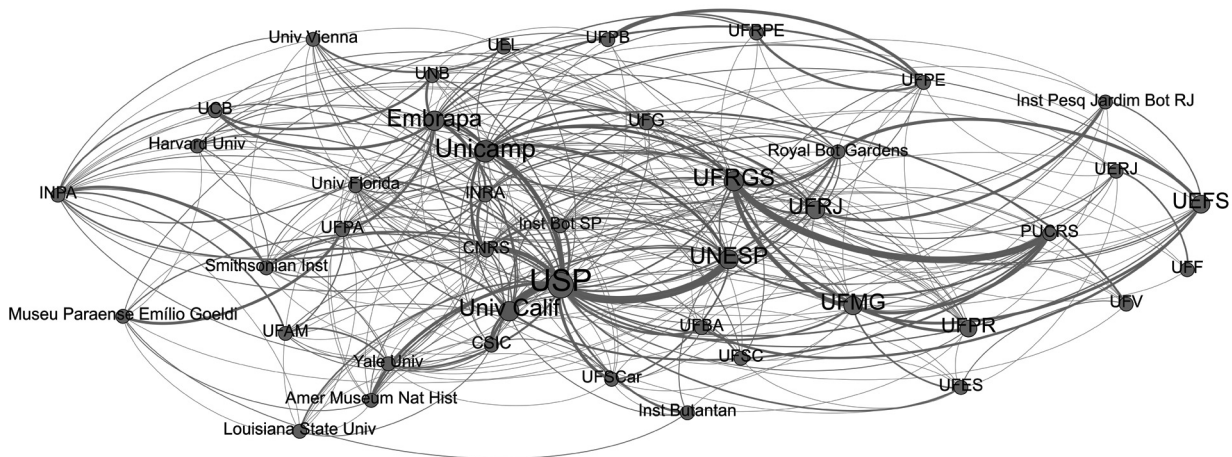 Univ Vienna
UEL
UFPB
UFRPE
UNB
UFPE
UCB
Inst Pesq Jardim Bot RJ
Embrapa
UFG
Harvard Univ
Unicamp
Royal Bot Gardens
UERJ
INPA
Univ Florida
INRA
UFRGS
UFRJ
UEFS
UFPA
Inst Bot SP
PUCRS
CNRS
UNESP
Smithsonian Inst
UFF
USP
Museu Paraense Emílio Goeldi
Univ Calif
UFMG
UFV
UFAM
UFBA
UFPR
CSIC
UFSC
Yale Univ
UFSCar
UFES
Amer Museum Nat Hist
Inst Butantan
Louisiana State Univ